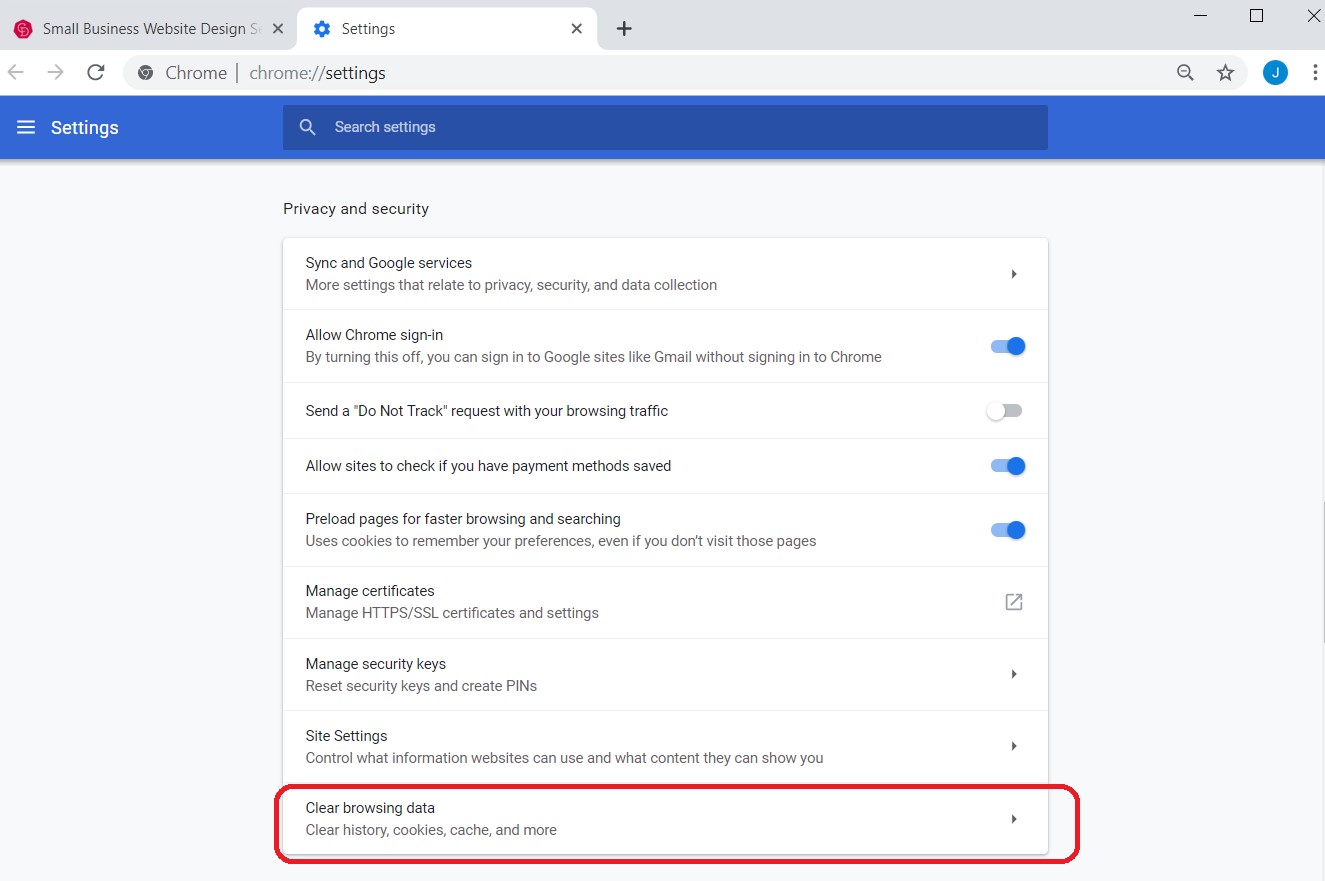 Small Business Website Design S
Settings
Chrome | chrome://settings
J
Settings
Search settings
Privacy and security
Sync and Google services
More settings that relate to privacy, security, and data collection
Allow Chrome sign-in
By turning this off, you can sign in to Google sites like Gmail without signing in to Chrome
Send a "Do Not Track" request with your browsing traffic
Allow sites to check if you have payment methods saved
Preload pages for faster browsing and searching
Uses cookies to remember your preferences, even if you don’t visit those pages
Manage certificates
Manage HTTPS/SSL certificates and settings
Manage security keys
Reset security keys and create PINs
Site Settings
Control what information websites can use and what content they can show you
Clear browsing data
Clear history, cookies, cache, and more